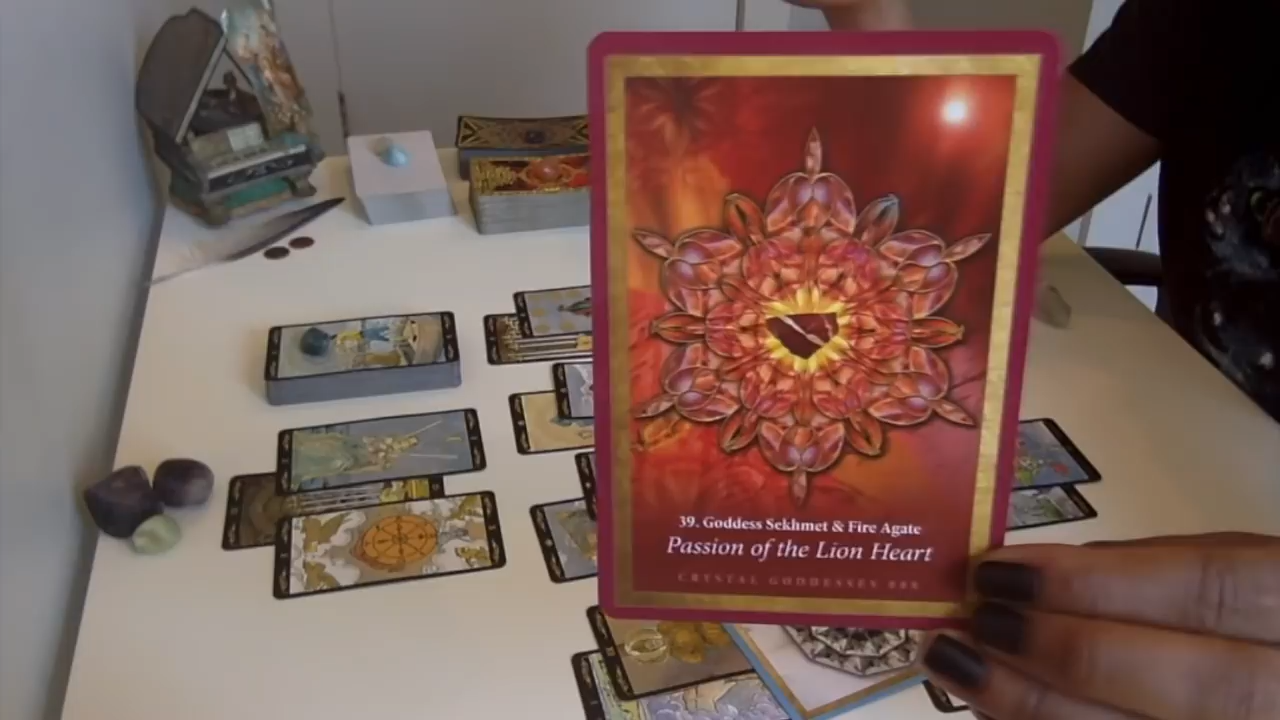 39. Goddess Sekhmet & Fire Agate
Passion of the Lion Heart
CRYSTAL GODDESSES 888